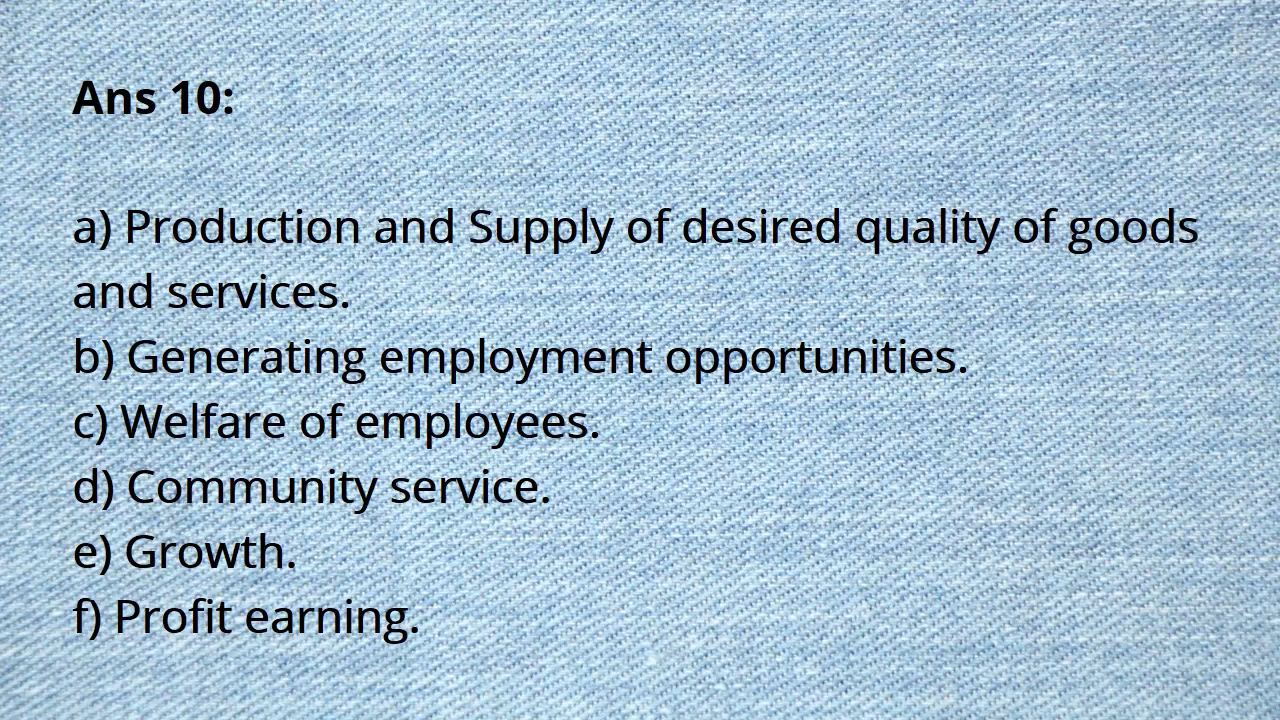 Ans 10:
a) Production and Supply of desired quality of goods
and services.
b) Generating employment opportunities.
c) Welfare of employees.
d) Community service.
e) Growth.
f) Profit earning.